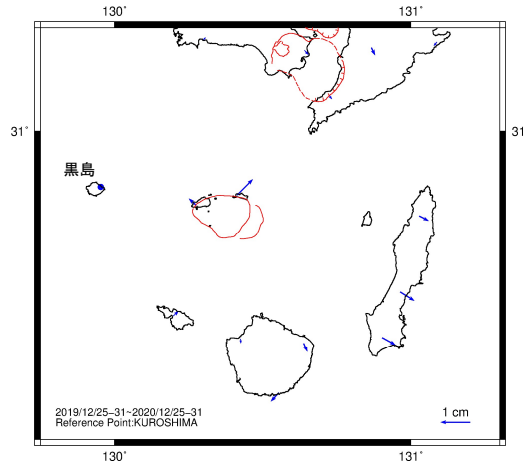 130˚ 131˚
31˚ 31
黒島
2019/12/25−31~2020/12/25−31
Reference Point:KUROSHIMA
1 cm
130˚ 131˚